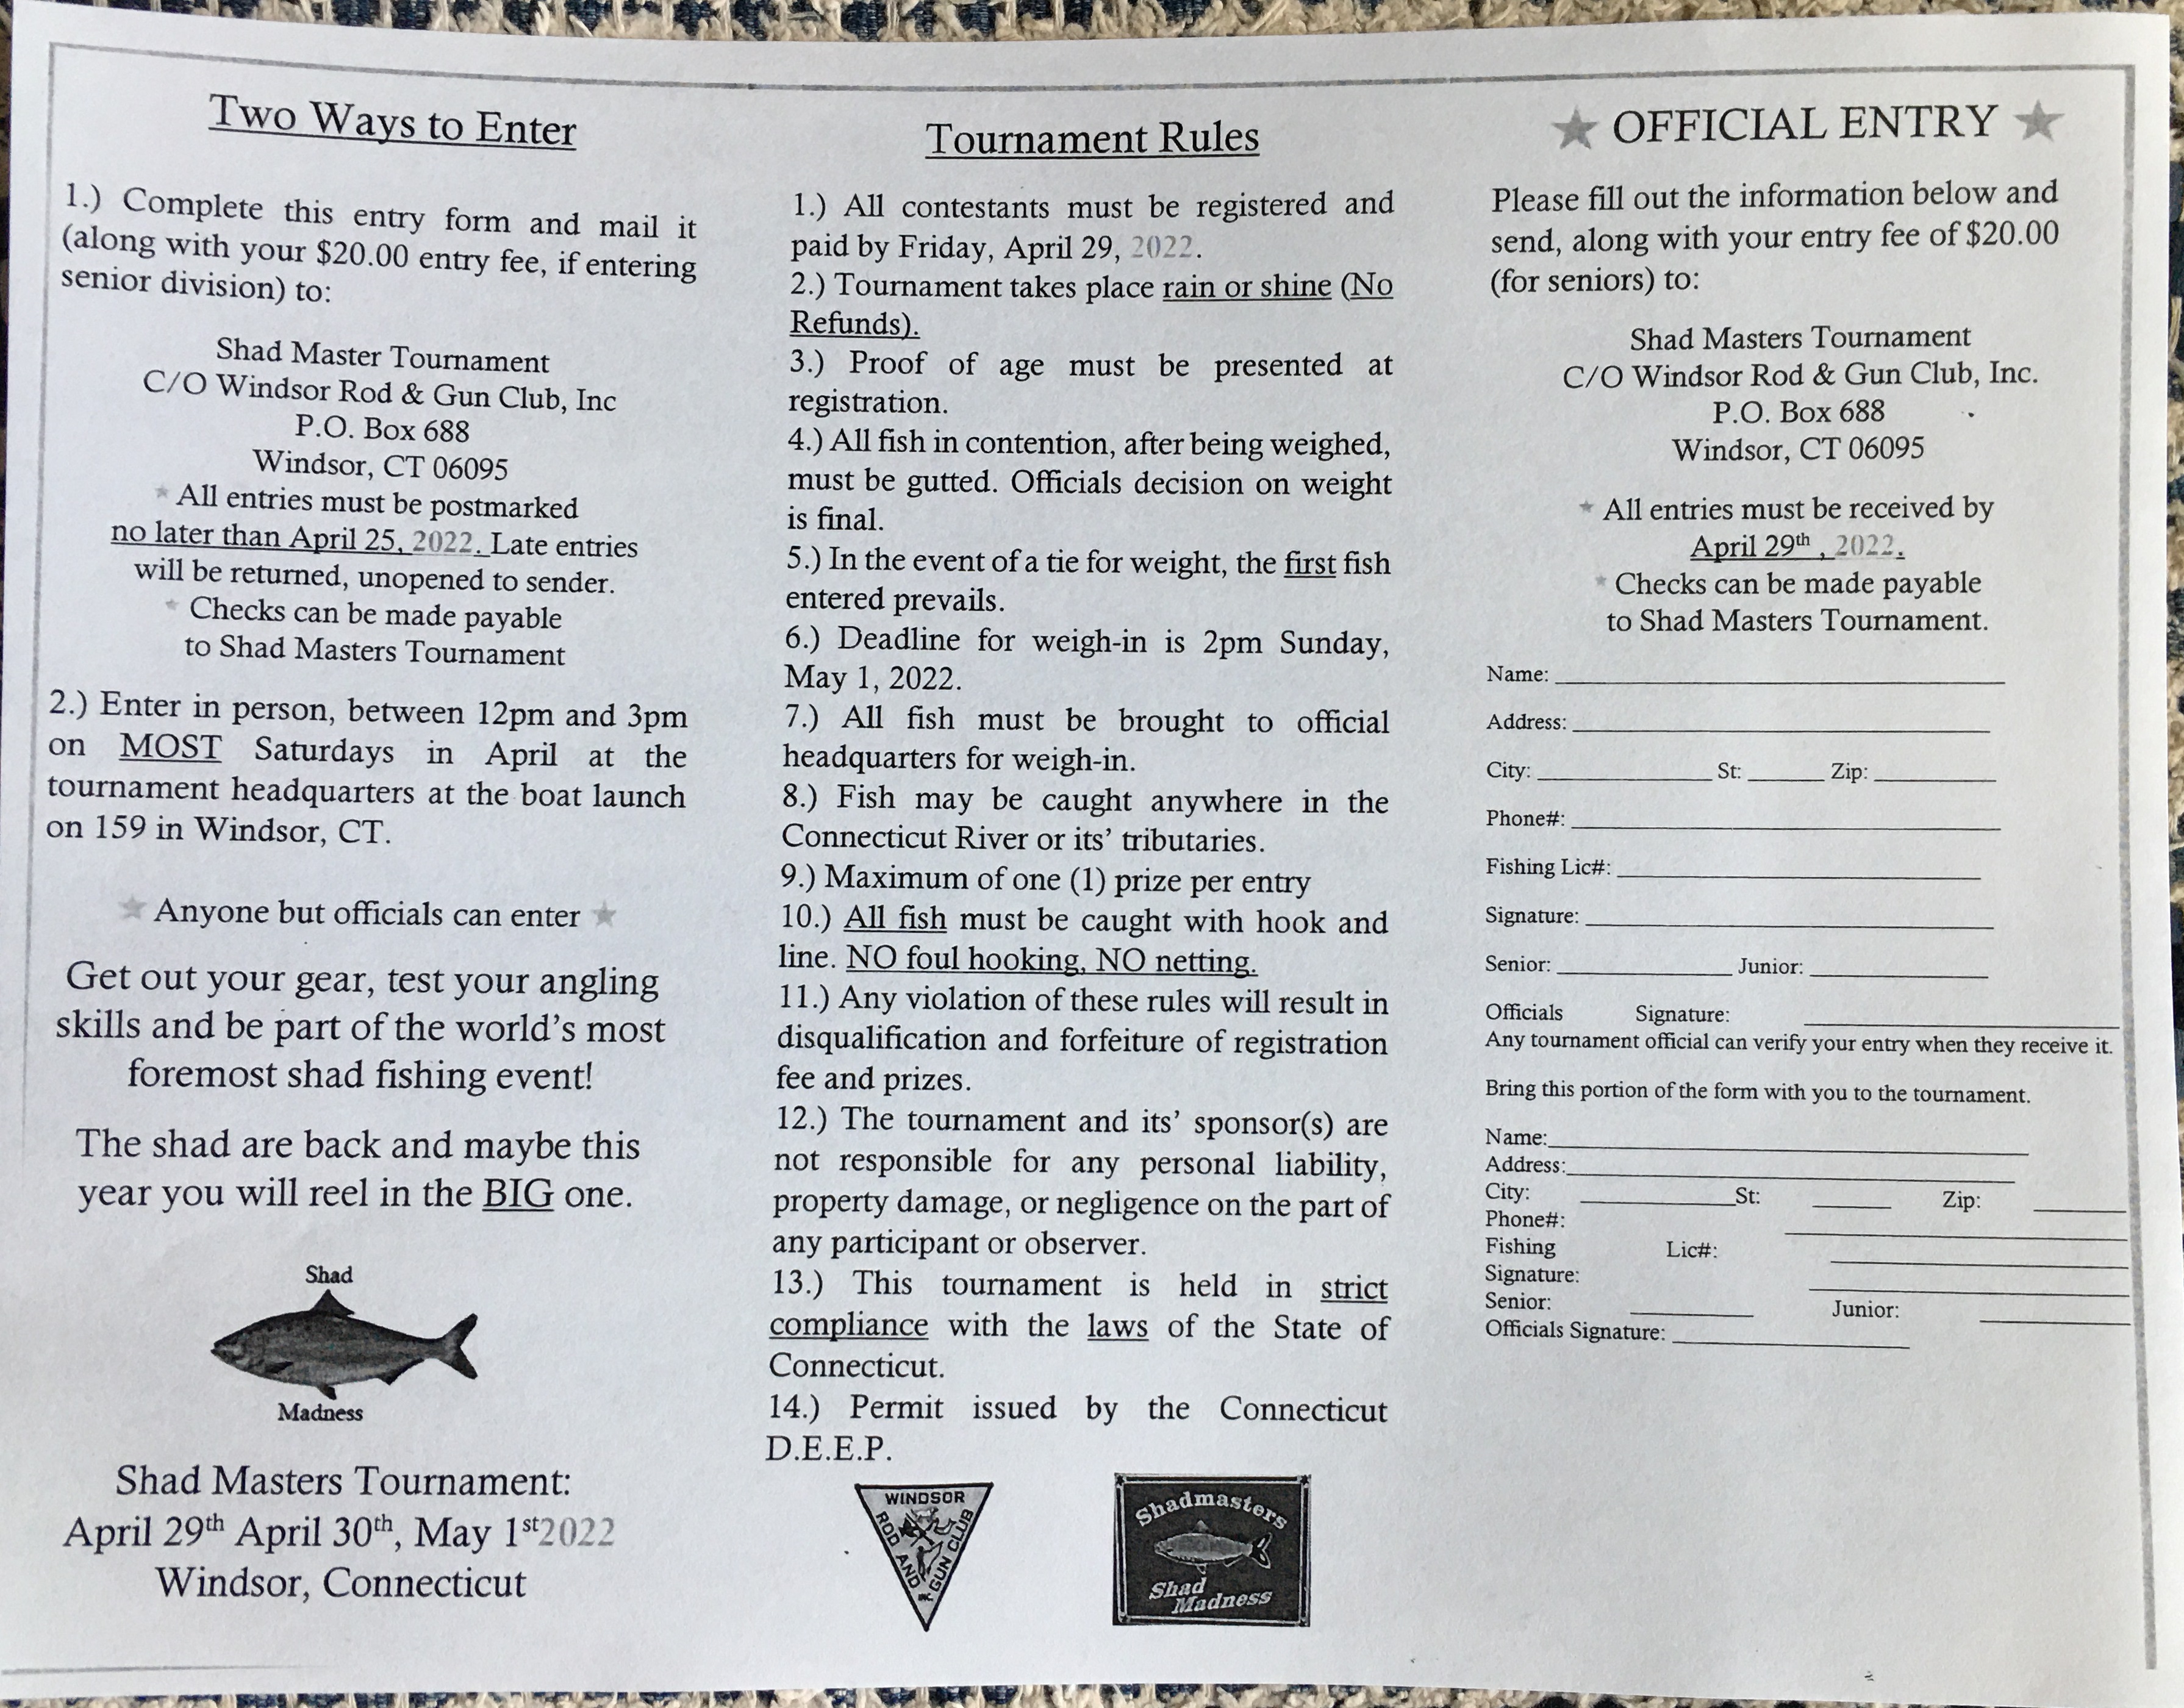 Two Ways to Enter
1.) Complete this entry form and mail it
(along with your $20.00 entry fee, if entering
senior division) to:
Shad Master Tournament
C/O Windsor Rod & Gun Club, Inc
P.O. Box 688
Windsor, CT 06095
★ All entries must be postmarked
no later than April 25, 2022. Late entries
will be returned, unopened to sender.
★ Checks can be made payable
to Shad Masters Tournament
2.) Enter in person, between 12pm and 3pm
on MOST Saturdays in April at the
tournament headquarters at the boat launch
on 159 in Windsor, CT.
★ Anyone but officials can enter ★
Get out your gear, test your angling
skills and be part of the world's most
foremost shad fishing event!
The shad are back and maybe this
year you will reel in the BIG one.
Shad
Madness
Shad Masters Tournament:
April 29th April 30th, May 1st2022
Windsor, Connecticut
Tournament Rules
1.) All contestants must be registered and
paid by Friday, April 29, 2022.
2.) Tournament takes place rain or shine (No
Refunds).
3.) Proof of age must be presented at
registration.
4.) All fish in contention, after being weighed,
must be gutted. Officials decision on weight
is final.
5.) In the event of a tie for weight, the first fish
entered prevails.
6.) Deadline for weigh-in is 2pm Sunday,
May 1, 2022.
7.) All fish must be brought to official
headquarters for weigh-in.
8.) Fish may be caught anywhere in the
Connecticut River or its' tributaries.
9.) Maximum of one (1) prize per entry
10.) All fish must be caught with hook and
line. NO foul hooking, NO netting.
11.) Any violation of these rules will result in
disqualification and forfeiture of registration
fee and prizes.
12.) The tournament and its' sponsor(s) are
not responsible for any personal liability,
property damage, or negligence on the part of
any participant or observer.
13.) This tournament is held in strict
compliance with the laws of the State of
Connecticut.
14.) Permit issued by the Connecticut
D.E.E.P.
WINDSOR
ROD AND
GUN CLUB
Shadmasters
Shad
Madness
★ OFFICIAL ENTRY ★
Please fill out the information below and
send, along with your entry fee of $20.00
(for seniors) to:
Shad Masters Tournament
C/O Windsor Rod & Gun Club, Inc.
P.O. Box 688
Windsor, CT 06095
★ All entries must be received by
April 29th , 2022.
★ Checks can be made payable
to Shad Masters Tournament.
Name:
Address:
City: St: Zip:
Phone#:
Fishing Lic#:
Signature:
Senior: Junior:
Officials Signature:
Any tournament official can verify your entry when they receive it.
Bring this portion of the form with you to the tournament.
Name:
Address:
City: St: Zip:
Phone#:
Fishing Lic#:
Signature:
Senior: Junior:
Officials Signature: